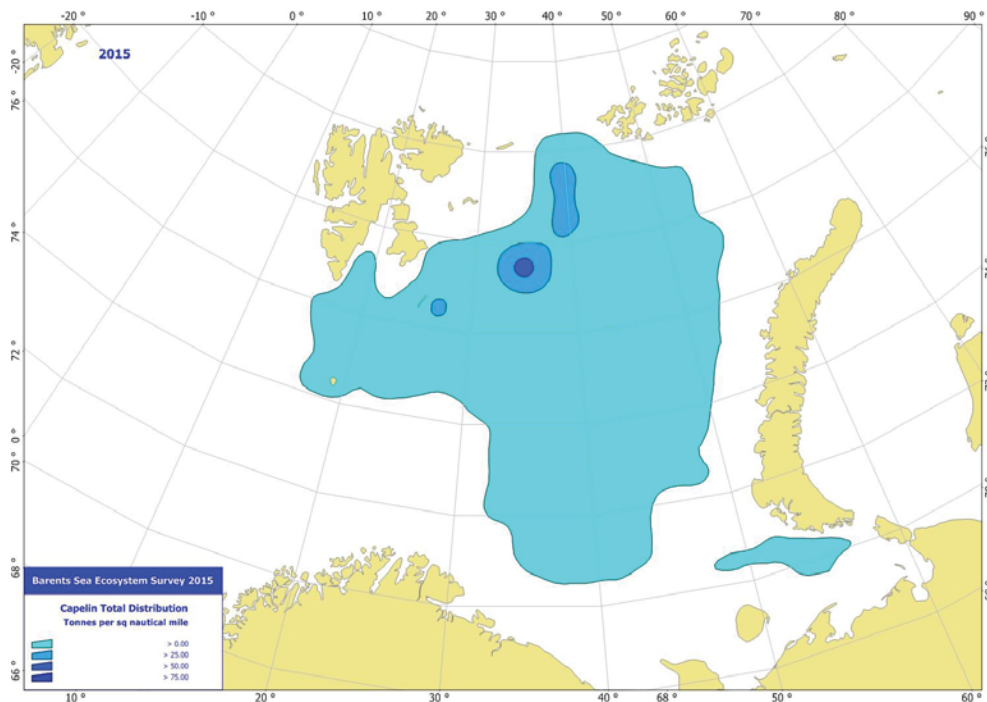 -20 ° -10 ° 0 ° 10 ° 20 ° 30 ° 40 ° 50 ° 60 ° 70 ° 80 ° 90 °
2015
-20 °
76 °
74 °
72 °
0 °
70 °
68 °
66 °
Barents Sea Ecosystem Survey 2015
Capelin Total Distribution
Tonnes per sq nautical mile
> 0.00
> 25.00
> 50.00
> 75.00
10 ° 20 ° 30 ° 40 ° 68 ° 50 ° 60 °